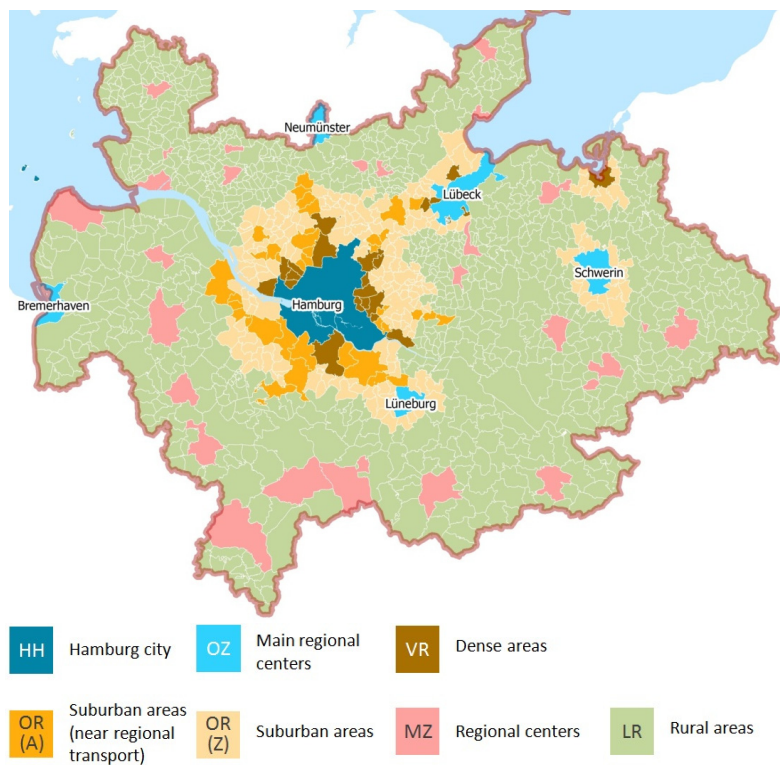 Neumünster
Lübeck
Schwerin
Bremerhaven
Hamburg
Lüneburg
HH Hamburg city
OZ Main regional
centers
VR Dense areas
OR
(A) Suburban areas
(near regional
transport)
OR
(Z) Suburban areas
MZ Regional centers
LR Rural areas